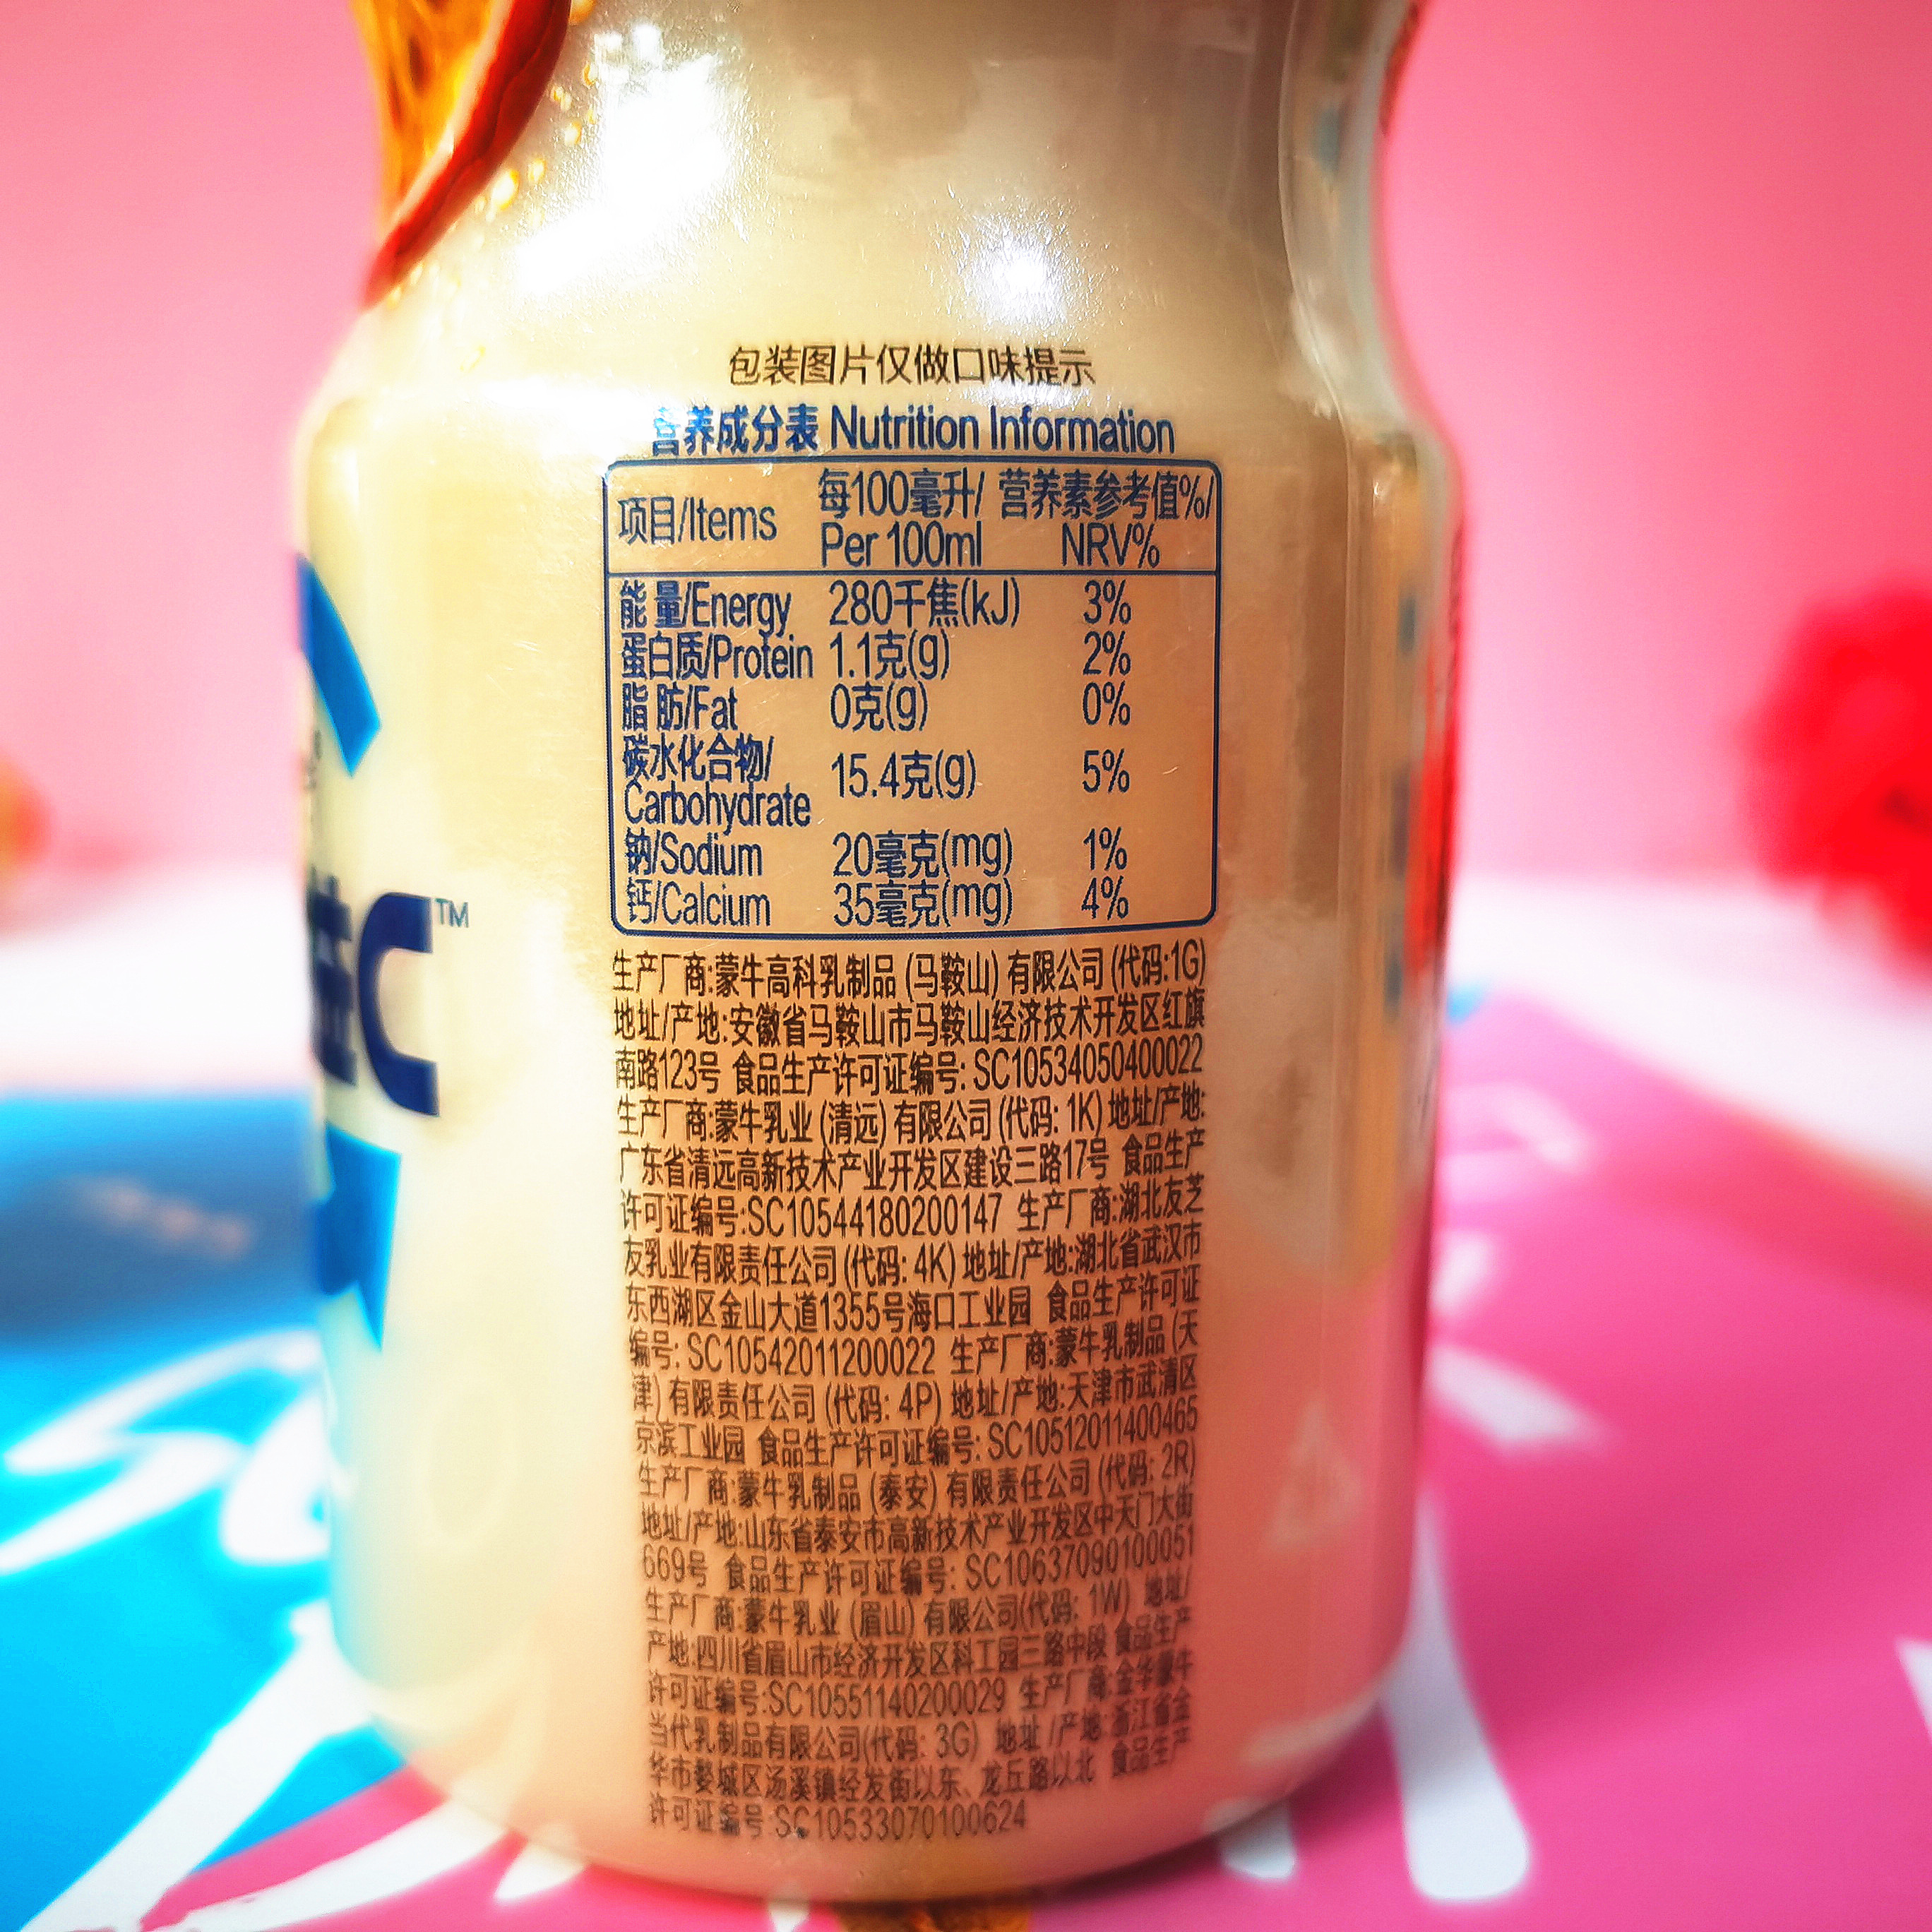 包装图片仅做口味提示
营养成分表 Nutrition Information
项目/Items 每100毫升/ Per 100ml 营养素参考值%/ NRV%
能量/Energy 280千焦(kJ) 3%
蛋白质/Protein 1.1克(g) 2%
脂肪/Fat 0克(g) 0%
碳水化合物/ Carbohydrate 15.4克(g) 5%
钠/Sodium 20毫克(mg) 1%
钙/Calcium 35毫克(mg) 4%
C™
生产厂商:蒙牛高科乳制品 (马鞍山) 有限公司 (代码:1G)
地址/产地:安徽省马鞍山市马鞍山经济技术开发区红旗
南路123号 食品生产许可证编号: SC10534050400022
生产厂商:蒙牛乳业 (清远) 有限公司 (代码: 1K) 地址/产地:
广东省清远高新技术产业开发区建设三路17号 食品生产
许可证编号:SC10544180200147 生产厂商:湖北友芝
友乳业有限责任公司 (代码: 4K) 地址/产地:湖北省武汉市
东西湖区金山大道1355号海口工业园 食品生产许可证
编号: SC10542011200022 生产厂商:蒙牛乳制品 (天
津) 有限责任公司 (代码: 4P) 地址/产地:天津市武清区
京滨工业园 食品生产许可证编号: SC10512011400465
生产厂商:蒙牛乳制品 (泰安) 有限责任公司 (代码: 2R)
地址/产地:山东省泰安市高新技术产业开发区中天门大街
669号 食品生产许可证编号: SC10637090100051
生产厂商:蒙牛乳业 (眉山) 有限公司(代码: 1W) 地址/
产地:四川省眉山市经济开发区科工园三路中段 食品生产
许可证编号:SC10551140200029 生产厂商:金华蒙牛
当代乳制品有限公司(代码: 3G) 地址/产地:浙江省金
华市婺城区汤溪镇经发街以东、龙丘路以北 食品生产
许可证编号:SC10533070100624